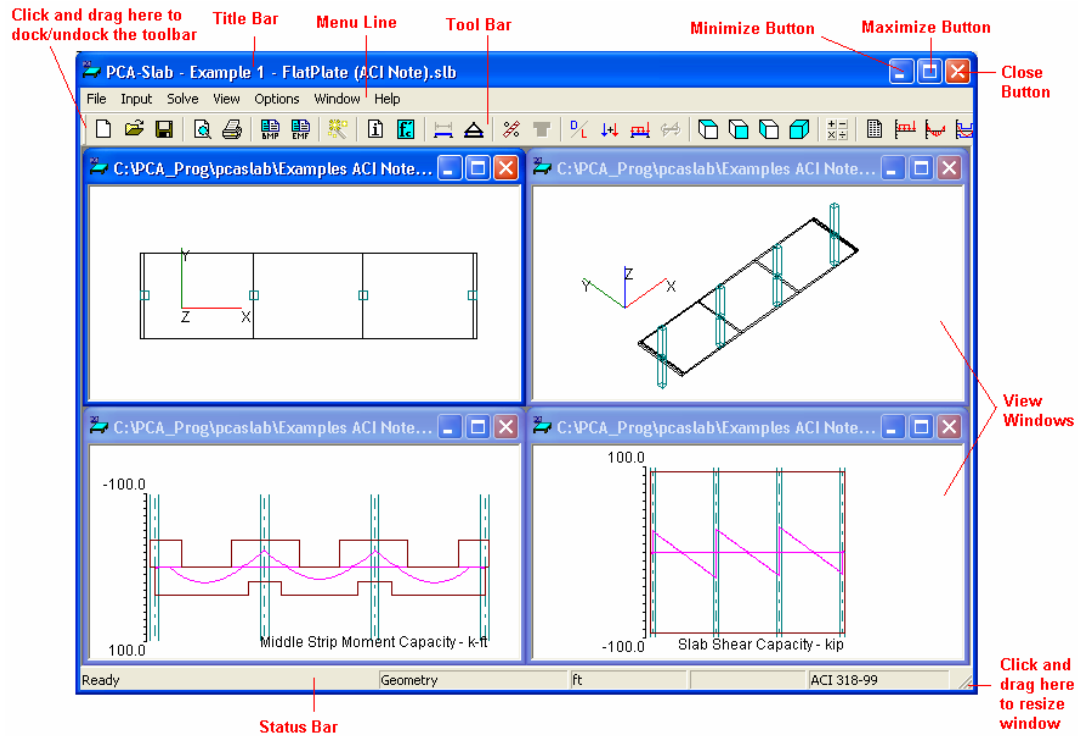 Click and drag here to
dock/undock the toolbar
Title Bar
Menu Line
Tool Bar
Minimize Button
Maximize Button
Close
Button
PCA-Slab - Example 1 - FlatPlate (ACI Note).slb
File Input Solve View Options Window Help
BMP EMF i f'c D/L
C:\PCA_Prog\pcaslab\Examples ACI Note...
C:\PCA_Prog\pcaslab\Examples ACI Note...
Y
Z X
Z
Y X
View
Windows
C:\PCA_Prog\pcaslab\Examples ACI Note...
C:\PCA_Prog\pcaslab\Examples ACI Note...
-100.0
100.0
Middle Strip Moment Capacity - k-ft
100.0
-100.0
Slab Shear Capacity - kip
Ready Geometry ft ACI 318-99
Status Bar
Click and
drag here
to resize
window